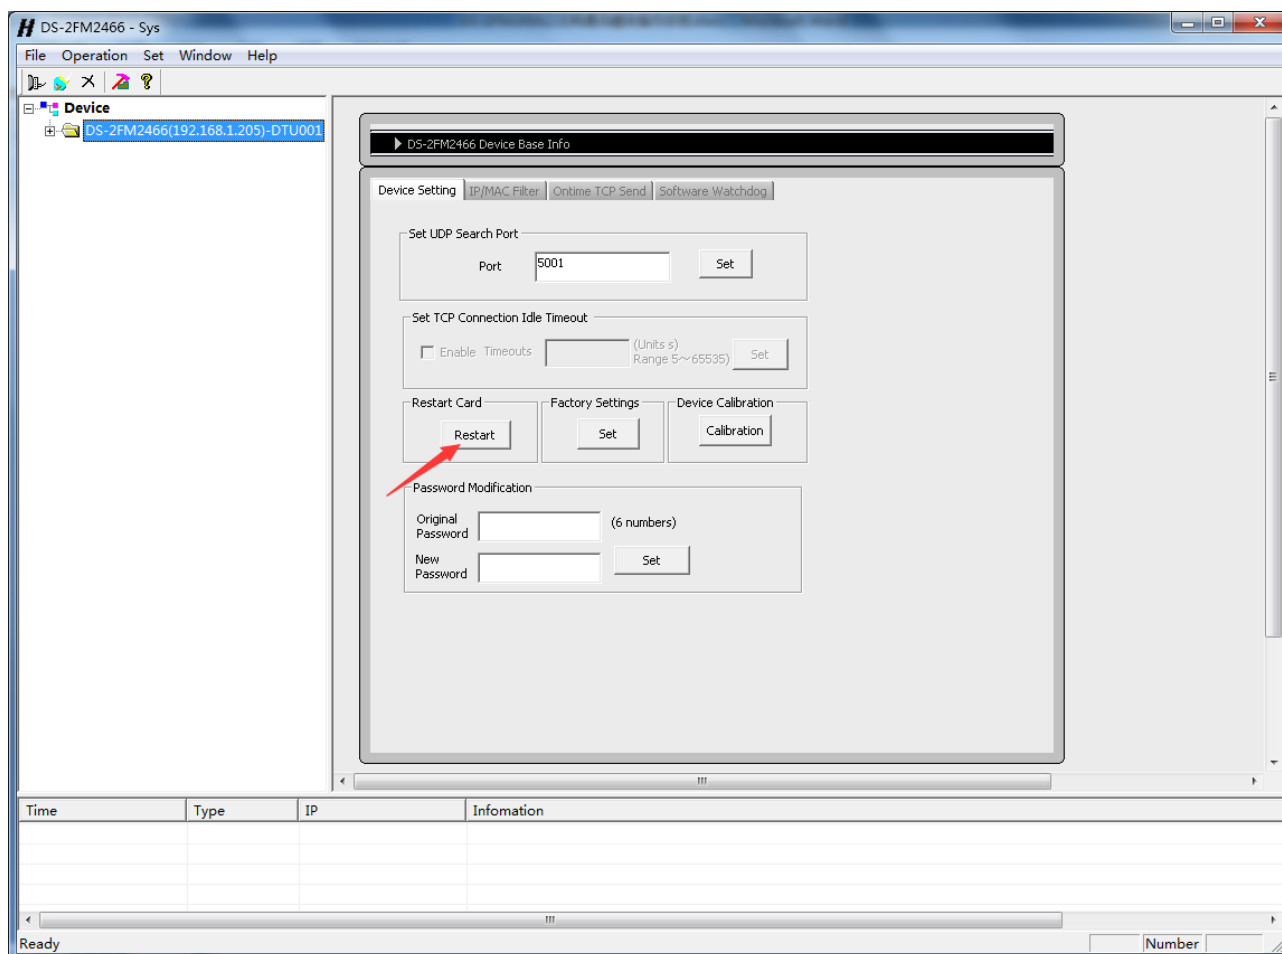 DS-2FM2466 - Sys
File Operation Set Window Help
Device
DS-2FM2466(192.168.1.205)-DTU001
DS-2FM2466 Device Base Info
Device Setting IP/MAC Filter Ontime TCP Send Software Watchdog
Set UDP Search Port
Port 5001 Set
Set TCP Connection Idle Timeout
Enable Timeouts (Units s)
Range 5~65535) Set
Restart Card Factory Settings Device Calibration
Restart Set Calibration
Password Modification
Original
Password (6 numbers)
New
Password Set
Time Type IP Infomation
Ready Number